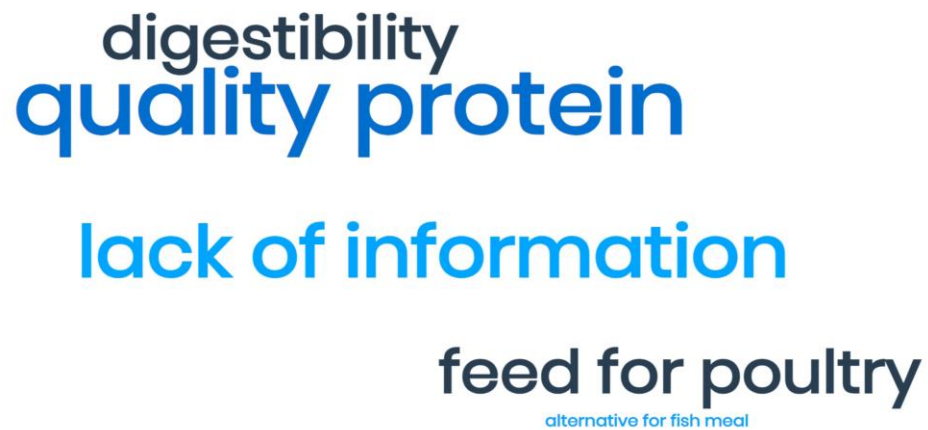 digestibility
quality protein
lack of information
feed for poultry
alternative for fish meal